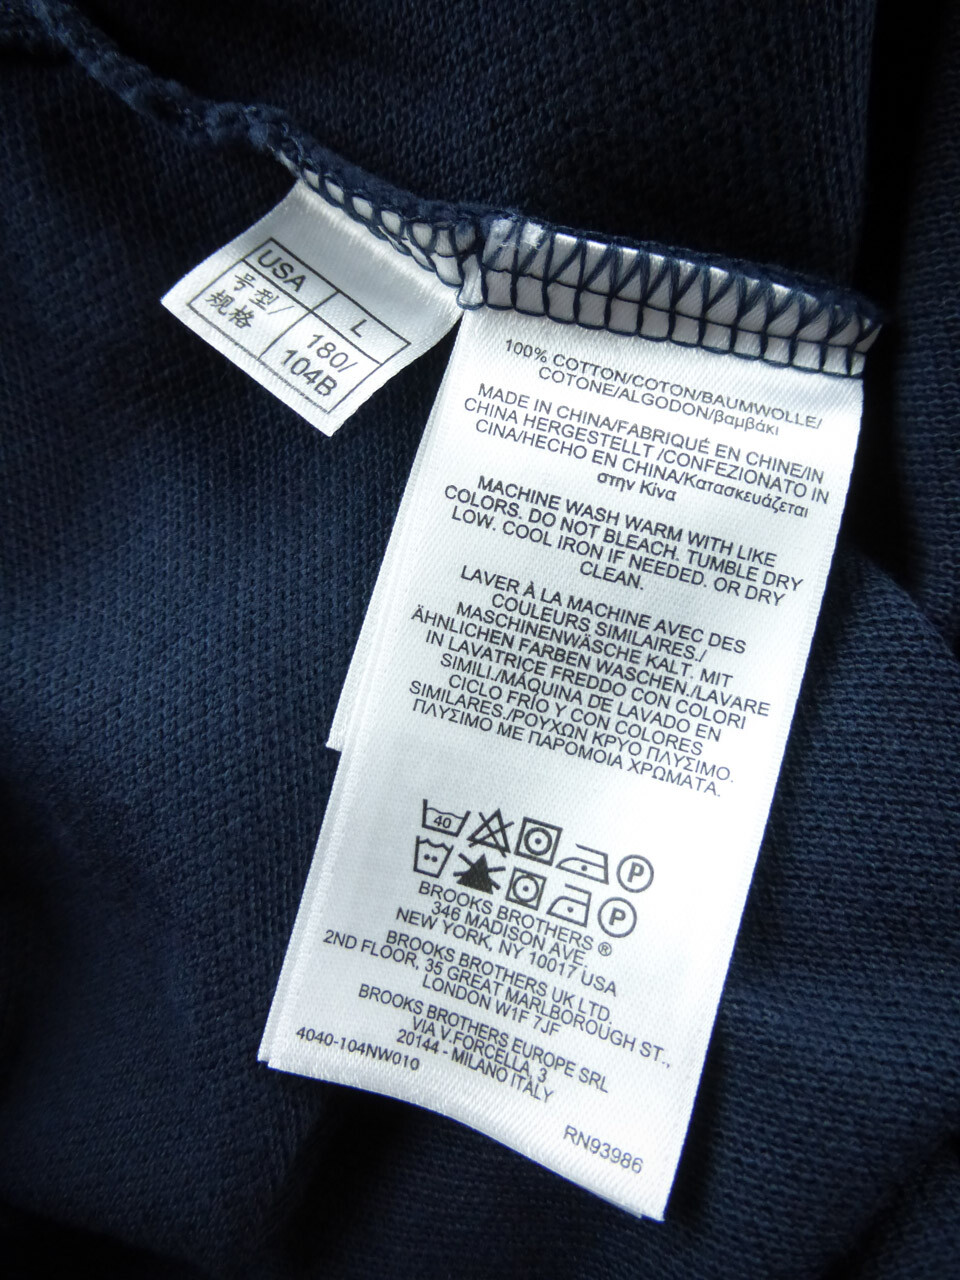 USA L
号型/ 180/
规格 104B
100% COTTON/COTON/BAUMWOLLE/
COTONE/ALGODON/βαμβάκι
MADE IN CHINA/FABRIQUÉ EN CHINE/IN
CHINA HERGESTELLT /CONFEZIONATO IN
CINA/HECHO EN CHINA/Κατασκευάζεται
στην Κίνα
MACHINE WASH WARM WITH LIKE
COLORS. DO NOT BLEACH. TUMBLE DRY
LOW. COOL IRON IF NEEDED. OR DRY
CLEAN.
LAVER À LA MACHINE AVEC DES
COULEURS SIMILAIRES./
MASCHINENWÄSCHE KALT. MIT
ÄHNLICHEN FARBEN WASCHEN./LAVARE
IN LAVATRICE FREDDO CON COLORI
SIMILI./MÁQUINA DE LAVADO EN
CICLO FRÍO Y CON COLORES
SIMILARES./ΡΟΥΧΩΝ ΚΡΥΟ ΠΛΥΣΙΜΟ.
ΠΛΥΣΙΜΟ ΜΕ ΠΑΡΟΜΟΙΑ ΧΡΩΜΑΤΑ.
40 P
P
BROOKS BROTHERS ®
346 MADISON AVE.
NEW YORK, NY 10017 USA
BROOKS BROTHERS UK LTD.
2ND FLOOR, 35 GREAT MARLBOROUGH ST.,
LONDON W1F 7JF
BROOKS BROTHERS EUROPE SRL
VIA V.FORCELLA, 3
20144 - MILANO ITALY
4040-104NW010
RN93986